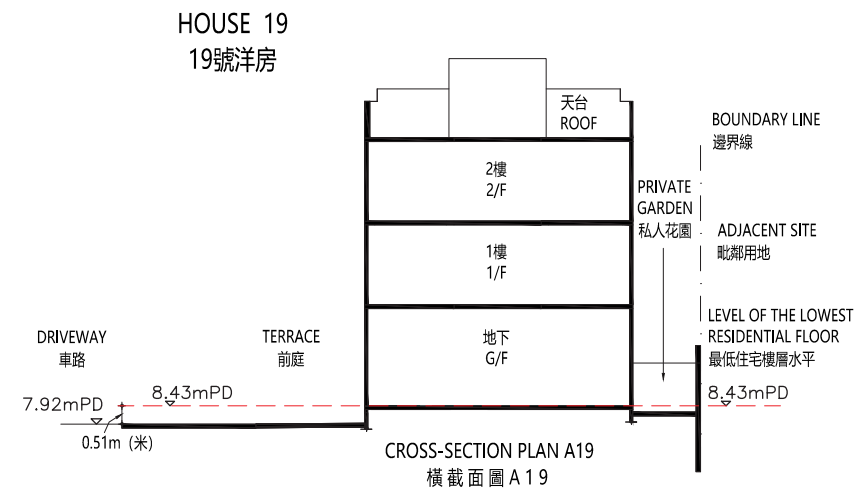 HOUSE 19
19號洋房
天台
ROOF
BOUNDARY LINE
邊界線
2樓
2/F
PRIVATE
GARDEN
私人花園
ADJACENT SITE
毗鄰用地
1樓
1/F
LEVEL OF THE LOWEST
RESIDENTIAL FLOOR
最低住宅樓層水平
DRIVEWAY
車路
TERRACE
前庭
地下
G/F
7.92mPD
8.43mPD
8.43mPD
0.51m (米)
CROSS-SECTION PLAN A19
橫截面圖A19